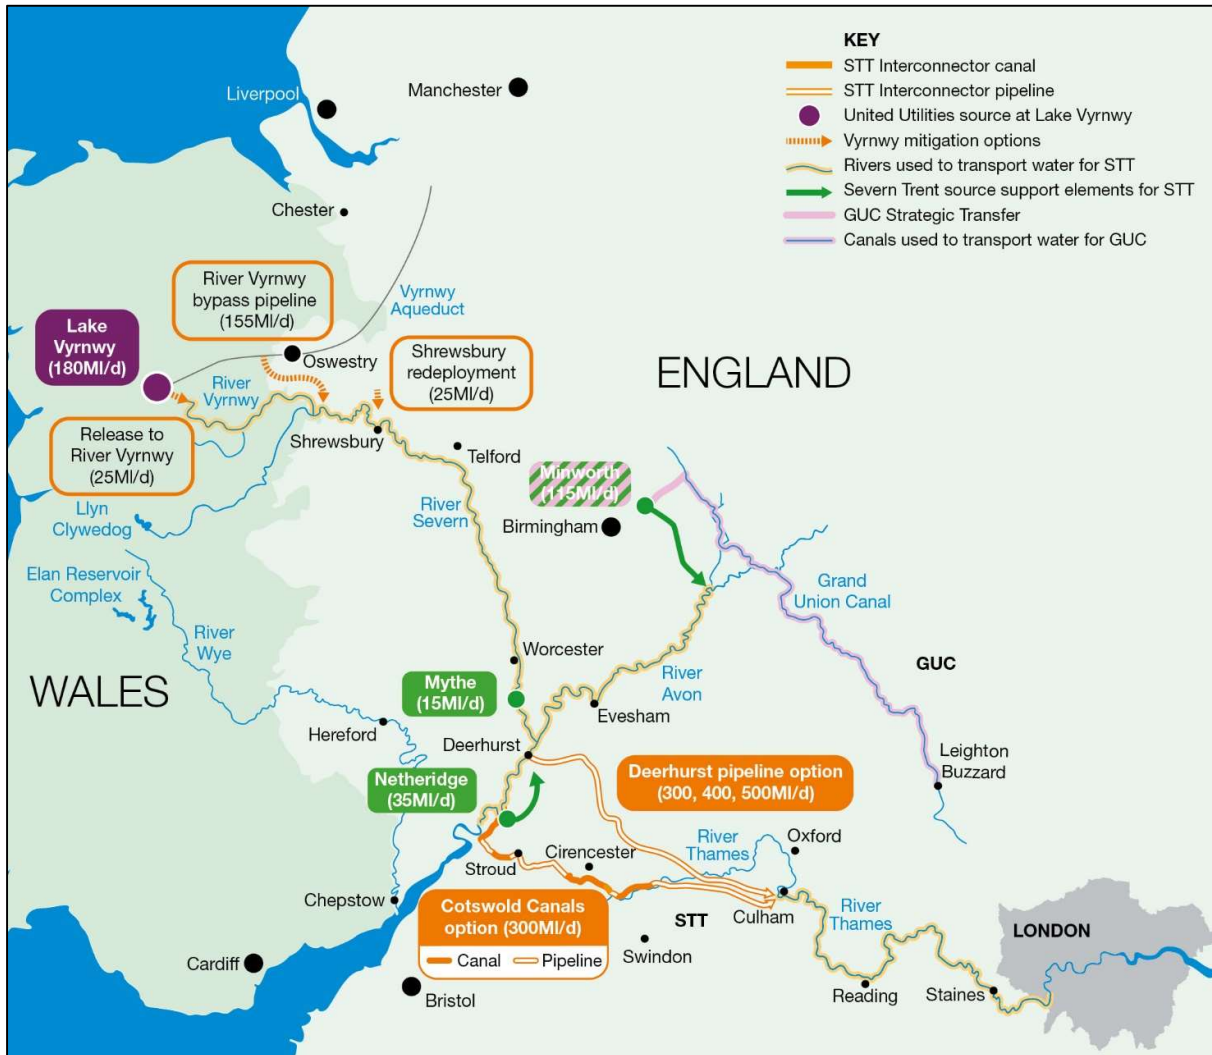 KEY
STT Interconnector canal
STT Interconnector pipeline
United Utilities source at Lake Vyrnwy
Vyrnwy mitigation options
Rivers used to transport water for STT
Severn Trent source support elements for STT
GUC Strategic Transfer
Canals used to transport water for GUC
Liverpool
Manchester
Chester
River Vyrnwy
bypass pipeline
(155Ml/d)
Vyrnwy
Aqueduct
Lake
Vyrnwy
(180Ml/d)
Oswestry
Shrewsbury
redeployment
(25Ml/d)
ENGLAND
River
Vyrnwy
Release to
River Vyrnwy
(25Ml/d)
Shrewsbury
Telford
Minworth
(115Ml/d)
Llyn
Clywedog
River
Severn
Birmingham
Elan Reservoir
Complex
River
Wye
Grand
Union Canal
WALES
Worcester
GUC
Mythe
(15Ml/d)
River
Avon
Evesham
Hereford
Deerhurst
Leighton
Buzzard
Netheridge
(35Ml/d)
Deerhurst pipeline option
(300, 400, 500Ml/d)
River
Thames
Oxford
Stroud
Cirencester
Chepstow
Cotswold Canals
option (300Ml/d)
Canal
Pipeline
STT
Culham
River
Thames
LONDON
Swindon
Cardiff
Bristol
Reading
Staines